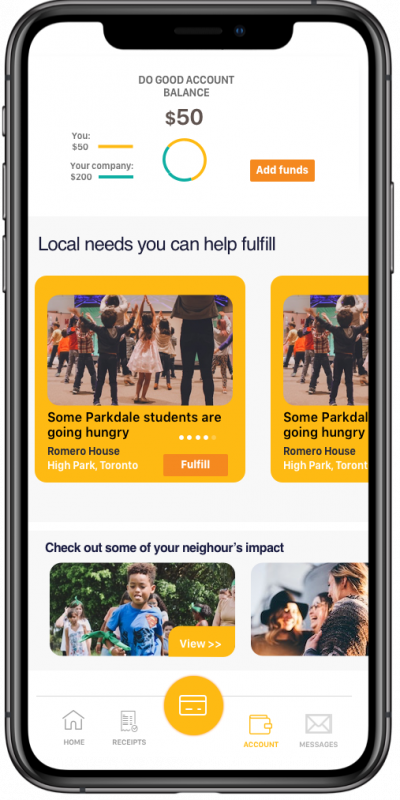 DO GOOD ACCOUNT
BALANCE
$50
You:
$50
Your company:
$200
Add funds
Local needs you can help fulfill
Some Parkdale students are
going hungry
Romero House
High Park, Toronto
Fulfill
Some Parkdal
going hungry
Romero House
High Park, Toront
Check out some of your neighour's impact
View >>
HOME
RECEIPTS
ACCOUNT
MESSAGES